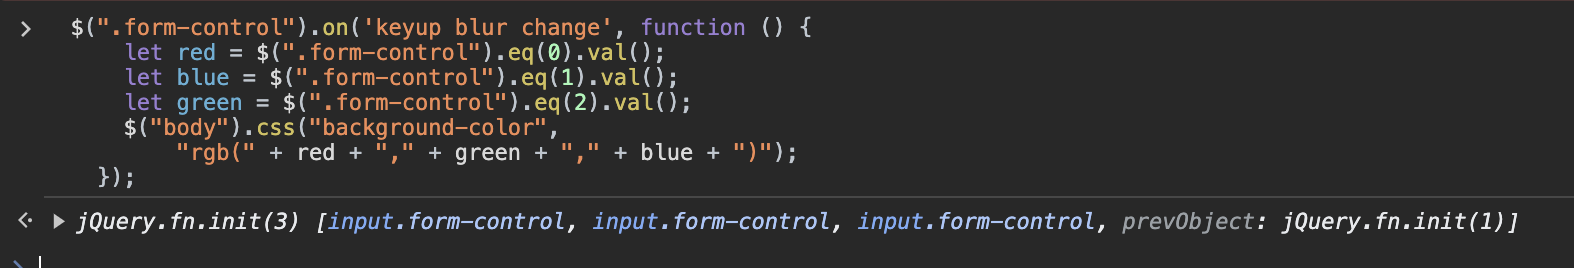 > $(".form-control").on('keyup blur change', function () {
let red = $(".form-control").eq(0).val();
let blue = $(".form-control").eq(1).val();
let green = $(".form-control").eq(2).val();
$("body").css("background-color",
"rgb(" + red + "," + green + "," + blue + ")");
});
jQuery.fn.init(3) [input.form-control, input.form-control, input.form-control, prevObject: jQuery.fn.init(1)]